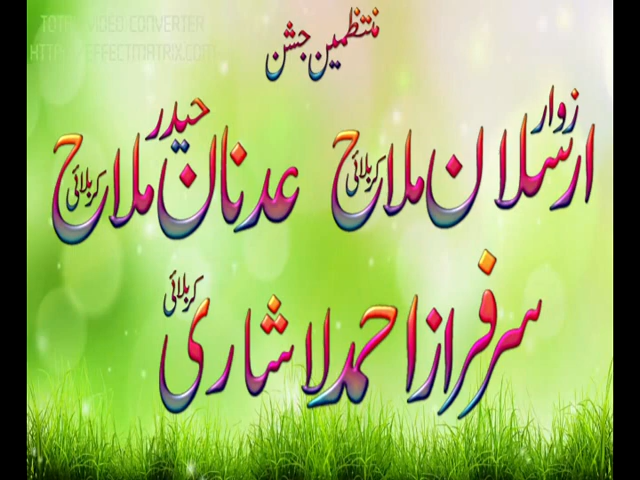 TOTAL VIDEO CONVERTER
HTTP://EFFECTMATRIX.COM
منتظمین جشن
زوار ارسلان ملاح کربلائی
عدنان حیدر ملاح کربلائی
سرفراز احمد لاشاری کربلائی